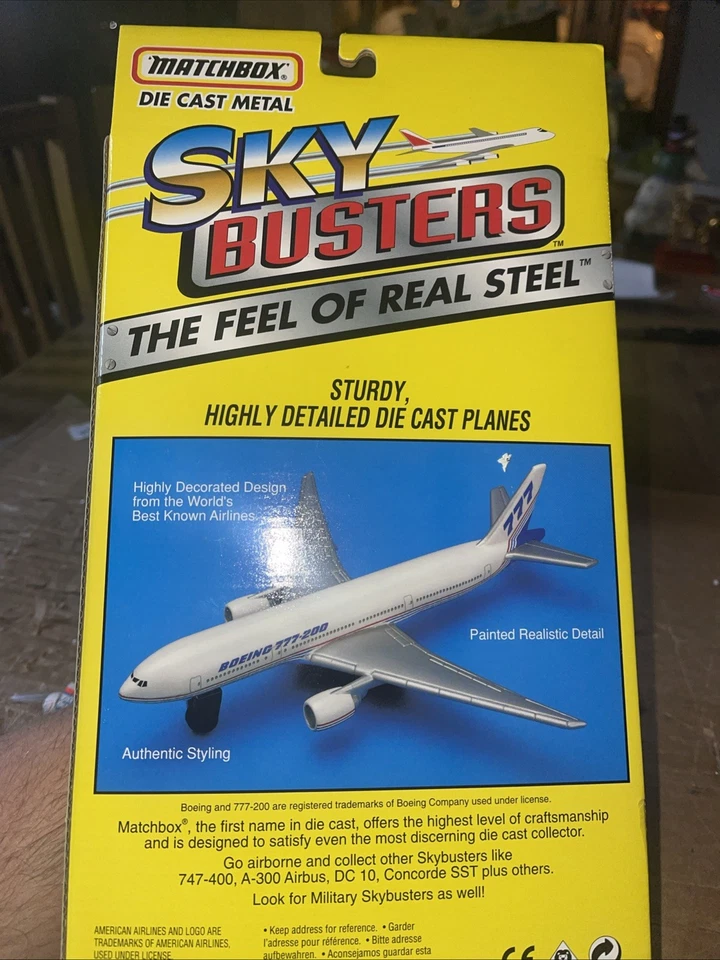 MATCHBOX®
DIE CAST METAL
SKY
BUSTERS™
THE FEEL OF REAL STEEL™
STURDY,
HIGHLY DETAILED DIE CAST PLANES
Highly Decorated Design
from the World's
Best Known Airlines
777
BOEING 777-200
Painted Realistic Detail
Authentic Styling
Boeing and 777-200 are registered trademarks of Boeing Company used under license.
Matchbox®, the first name in die cast, offers the highest level of craftsmanship
and is designed to satisfy even the most discerning die cast collector.
Go airborne and collect other Skybusters like
747-400, A-300 Airbus, DC 10, Concorde SST plus others.
Look for Military Skybusters as well!
AMERICAN AIRLINES AND LOGO ARE
TRADEMARKS OF AMERICAN AIRLINES,
USED UNDER LICENSE.
• Keep address for reference. • Garder
l'adresse pour référence. • Bitte adresse
aufbewahren. • Aconsejamos guardar esta
CE